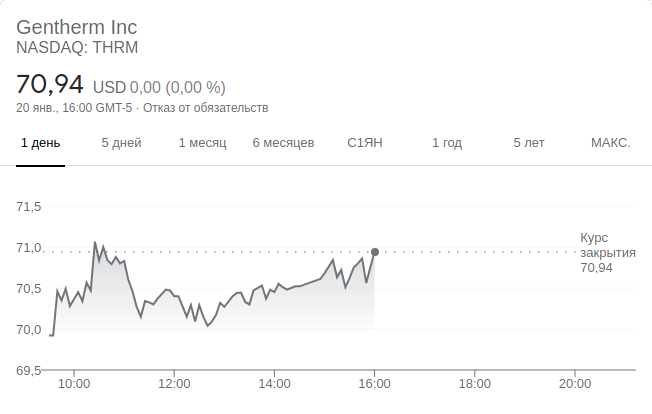 Gentherm Inc
NASDAQ: THRM
70,94 USD 0,00 (0,00 %)
20 янв., 16:00 GMT-5 · Отказ от обязательств
1 день 5 дней 1 месяц 6 месяцев С1ЯН 1 год 5 лет МАКС.
71,5
71,0
70,5
70,0
69,5
Курс
закрытия
70,94
10:00 12:00 14:00 16:00 18:00 20:00